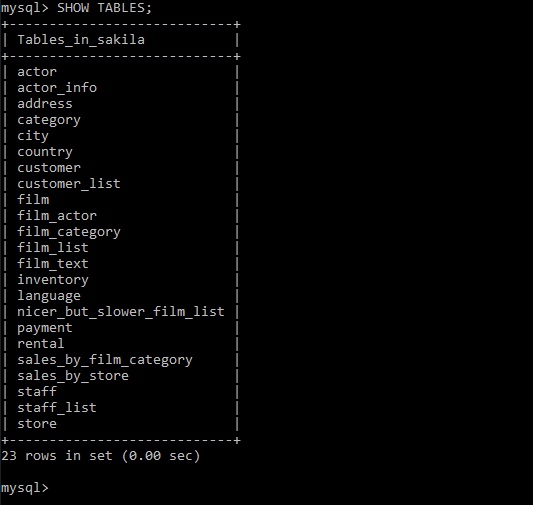 mysql> SHOW TABLES;
+----------------------------+
| Tables_in_sakila           |
+----------------------------+
| actor                      |
| actor_info                 |
| address                    |
| category                   |
| city                       |
| country                    |
| customer                   |
| customer_list              |
| film                       |
| film_actor                 |
| film_category              |
| film_list                  |
| film_text                  |
| inventory                  |
| language                   |
| nicer_but_slower_film_list |
| payment                    |
| rental                     |
| sales_by_film_category     |
| sales_by_store             |
| staff                      |
| staff_list                 |
| store                      |
+----------------------------+
23 rows in set (0.00 sec)
mysql>